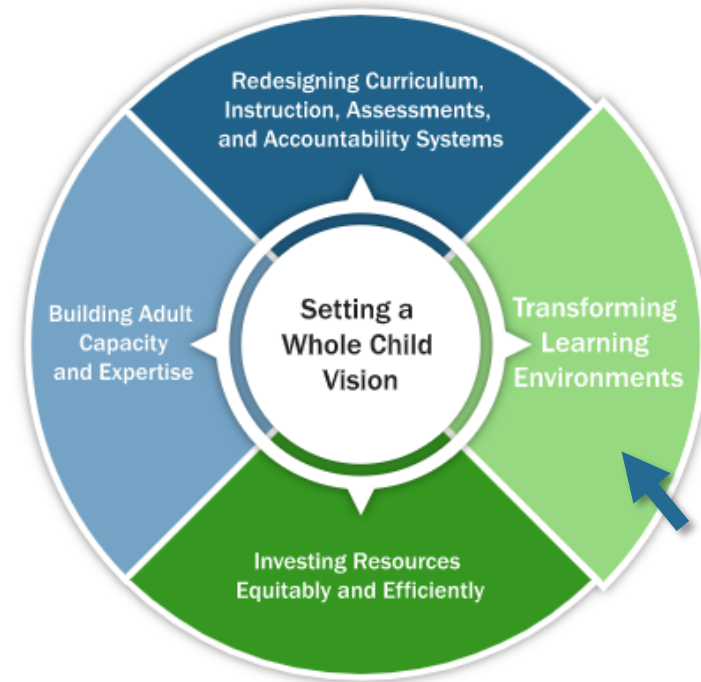 Redesigning Curriculum,
Instruction, Assessments,
and Accountability Systems
Building Adult
Capacity
and Expertise
Setting a
Whole Child
Vision
Transforming
Learning
Environments
Investing Resources
Equitably and Efficiently